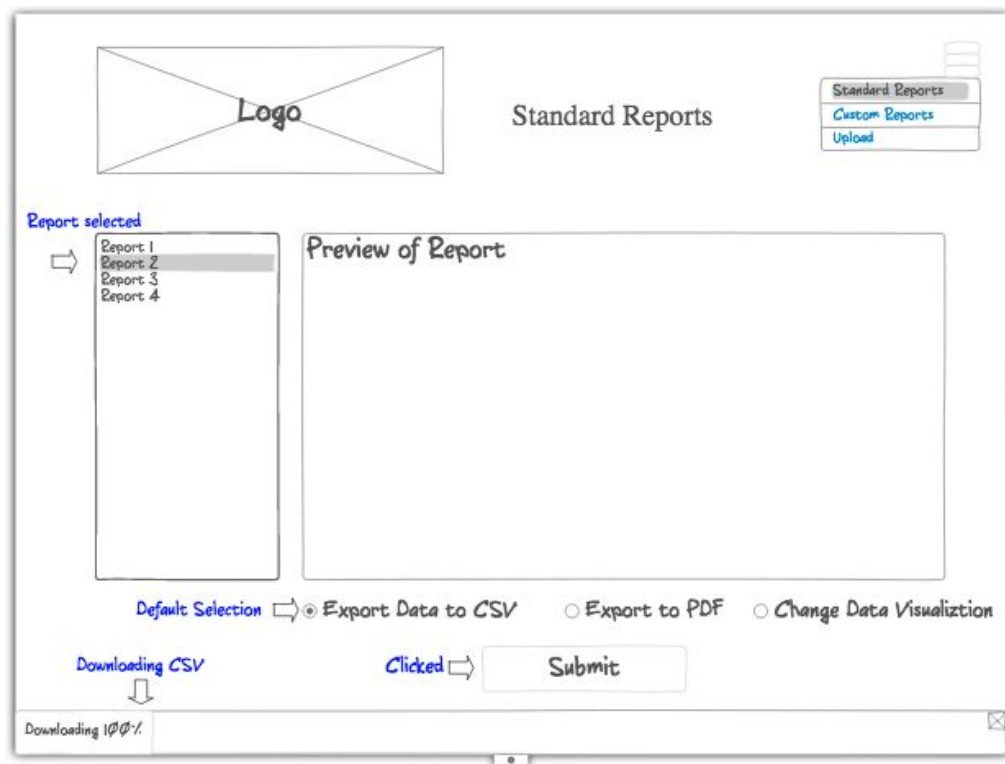 Logo
Standard Reports
Standard Reports
Custom Reports
Upload
Report selected
Report 1
Report 2
Report 3
Report 4
Preview of Report
Default Selection
Export Data to CSV
Export to PDF
Change Data Visualiztion
Downloading CSV
Clicked
Submit
Downloading 100%